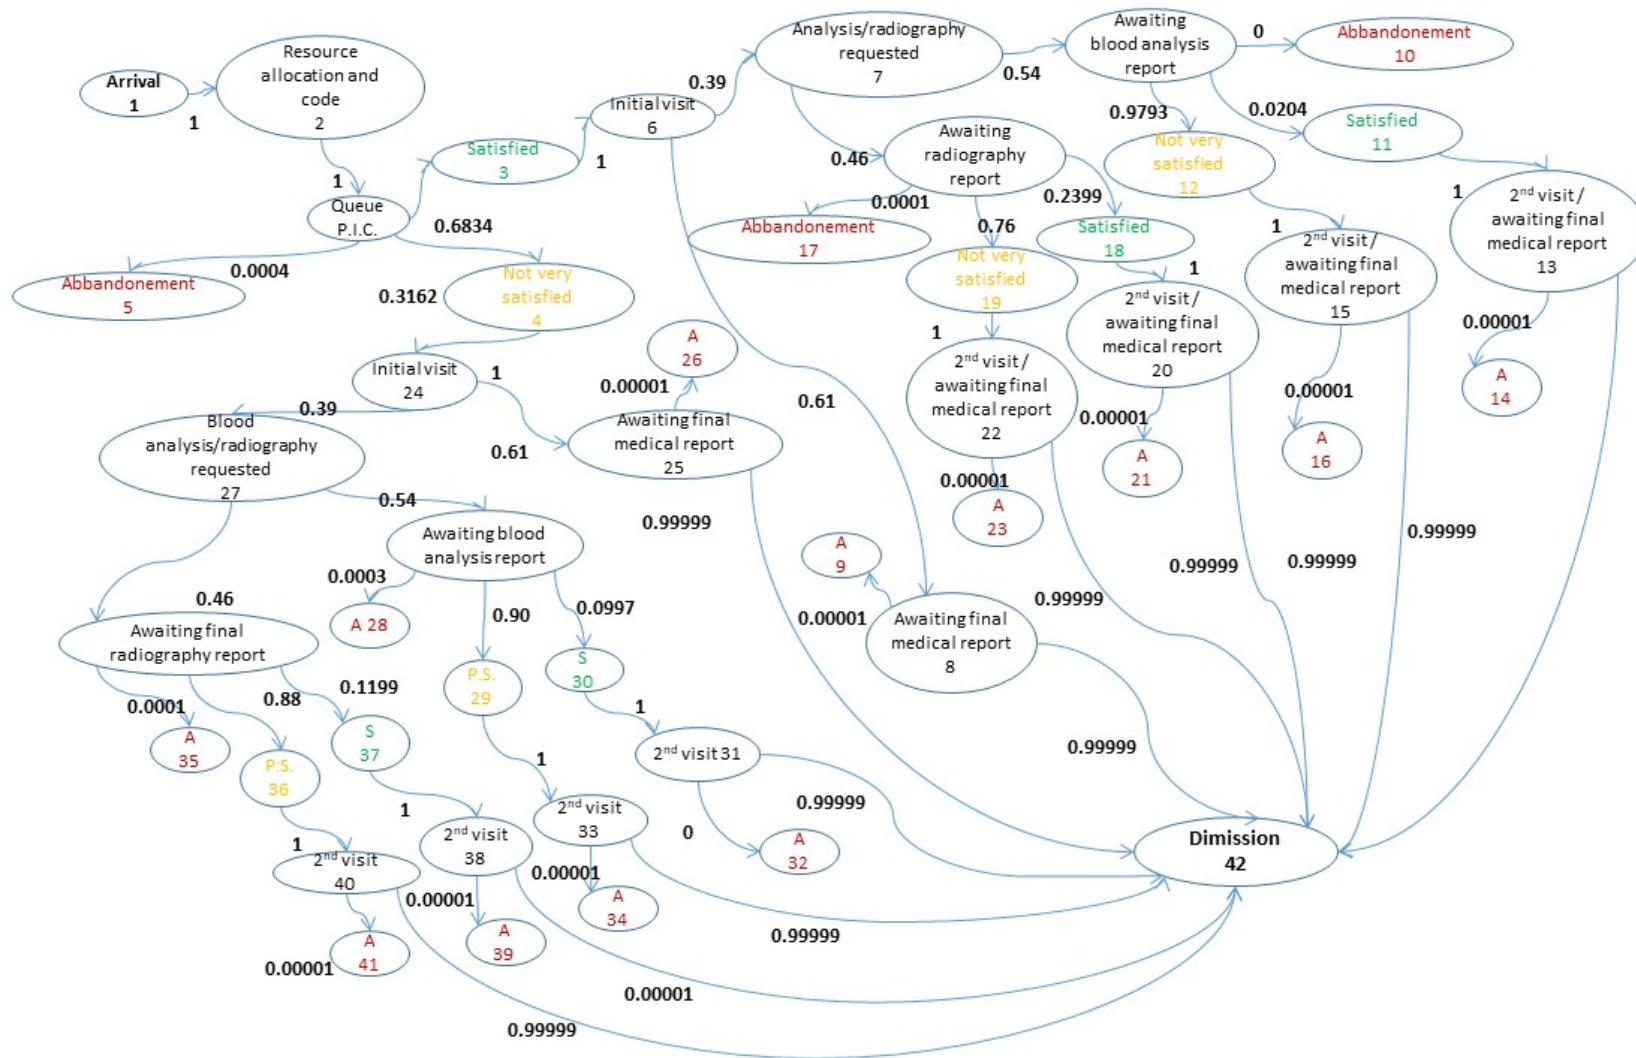 Arrival
1
1
Resource
allocation and
code
2
1
Queue
P.I.C.
Satisfied
3
1
0.6834
0.0004
Abbandonement
5
Not very
satisfied
4
0.3162
Initial visit
6
0.39
0.61
Analysis/radiography
requested
7
0.54
0.46
Awaiting
blood analysis
report
0
Abbandonement
10
0.9793
0.0204
Satisfied
11
Not very
satisfied
12
1
1
2nd visit /
awaiting final
medical report
13
0.00001
A
14
0.99999
2nd visit /
awaiting final
medical report
15
0.00001
A
16
0.99999
Awaiting
radiography
report
0.0001
Abbandonement
17
0.76
0.2399
Satisfied
18
Not very
satisfied
19
1
1
2nd visit /
awaiting final
medical report
20
0.00001
A
21
0.99999
2nd visit /
awaiting final
medical report
22
0.00001
A
23
0.99999
Awaiting final
medical report
8
0.00001
A
9
0.99999
Initial visit
24
1
0.39
0.61
Awaiting final
medical report
25
0.00001
A
26
0.99999
Blood
analysis/radiography
requested
27
0.54
0.46
Awaiting blood
analysis report
0.0003
A 28
0.90
0.0997
P.S.
29
S
30
1
1
2nd visit 31
0
A
32
0.99999
2nd visit
33
0.00001
A
34
0.99999
Awaiting final
radiography report
0.0001
A
35
0.88
0.1199
P.S.
36
S
37
1
1
2nd visit
38
0.00001
A
39
0.00001
2nd visit
40
0.00001
A
41
0.99999
Dimission
42